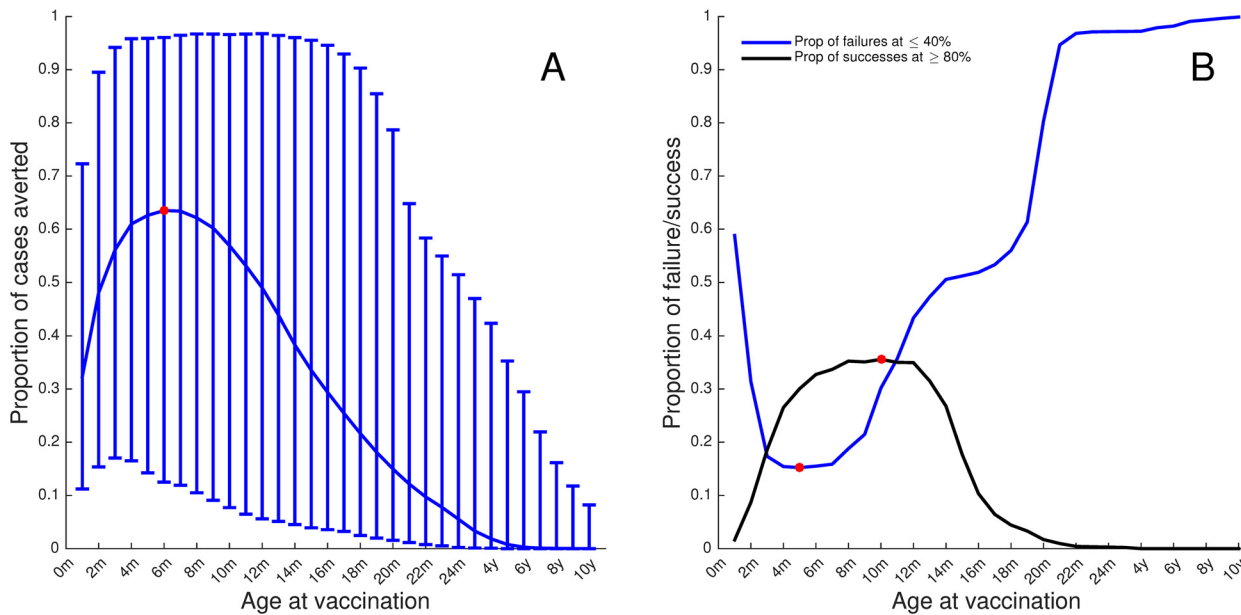 A
Proportion of cases averted
1
0.9
0.8
0.7
0.6
0.5
0.4
0.3
0.2
0.1
0
0m 2m 4m 6m 8m 10m 12m 14m 16m 18m 20m 22m 24m 4y 6y 8y 10y
Age at vaccination
B
Prop of failures at ≤ 40%
Prop of successes at ≥ 80%
Proportion of failure/success
1
0.9
0.8
0.7
0.6
0.5
0.4
0.3
0.2
0.1
0
0m 2m 4m 6m 8m 10m 12m 14m 16m 18m 20m 22m 24m 4y 6y 8y 10y
Age at vaccination